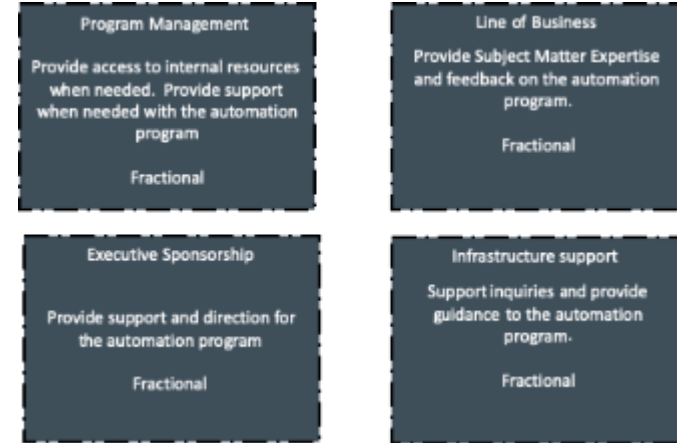 Program Management
Provide access to internal resources
when needed.  Provide support
when needed with the automation
program
Fractional
Line of Business
Provide Subject Matter Expertise
and feedback on the automation
program.
Fractional
Executive Sponsorship
Provide support and direction for
the automation program
Fractional
Infrastructure support
Support inquiries and provide
guidance to the automation
program.
Fractional